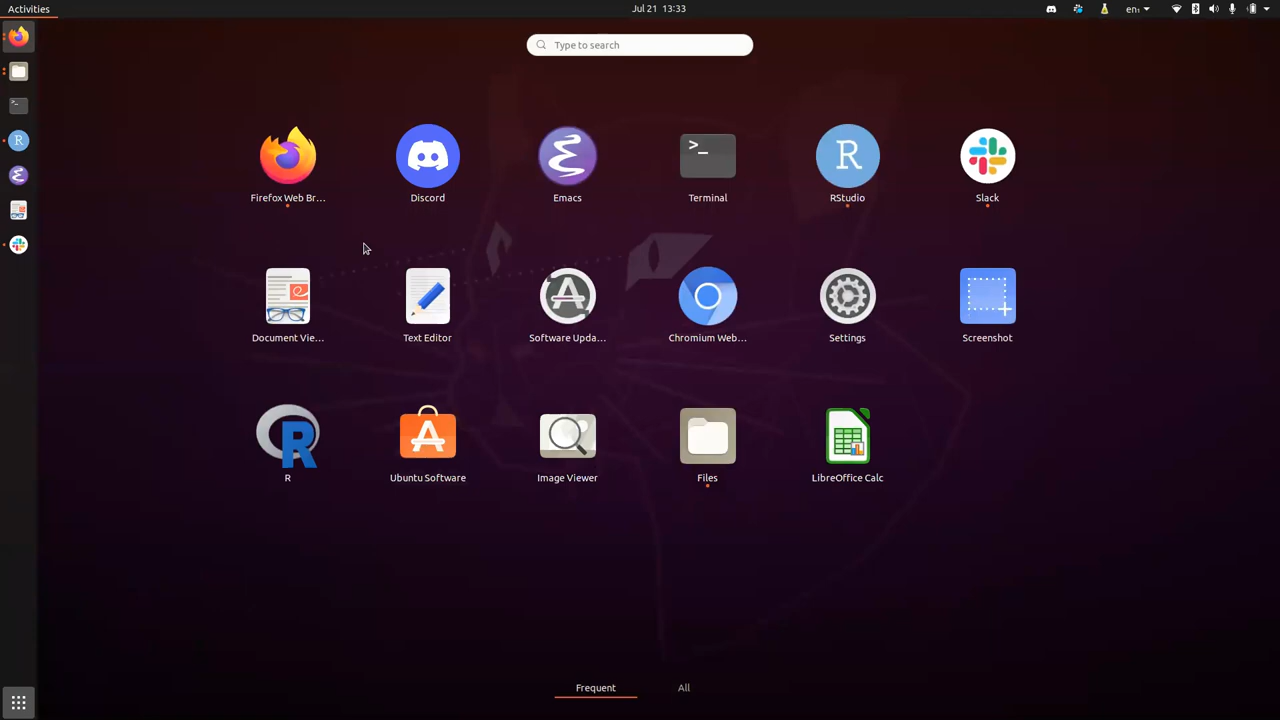 Activities
Jul 21 13:33
en₁
Type to search
Firefox Web Br...
Discord
Emacs
Terminal
RStudio
Slack
Document Vie...
Text Editor
Software Upda...
Chromium Web...
Settings
Screenshot
R
Ubuntu Software
Image Viewer
Files
LibreOffice Calc
Frequent
All